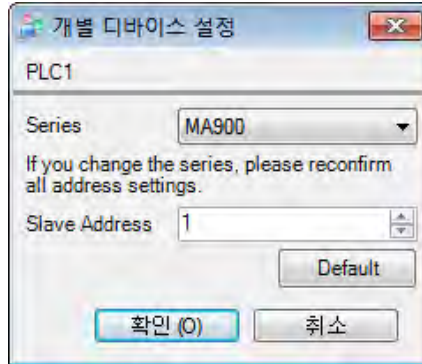 개별 디바이스 설정
PLC1
Series MA900
If you change the series, please reconfirm
all address settings.
Slave Address 1
Default
확인 (O) 취소